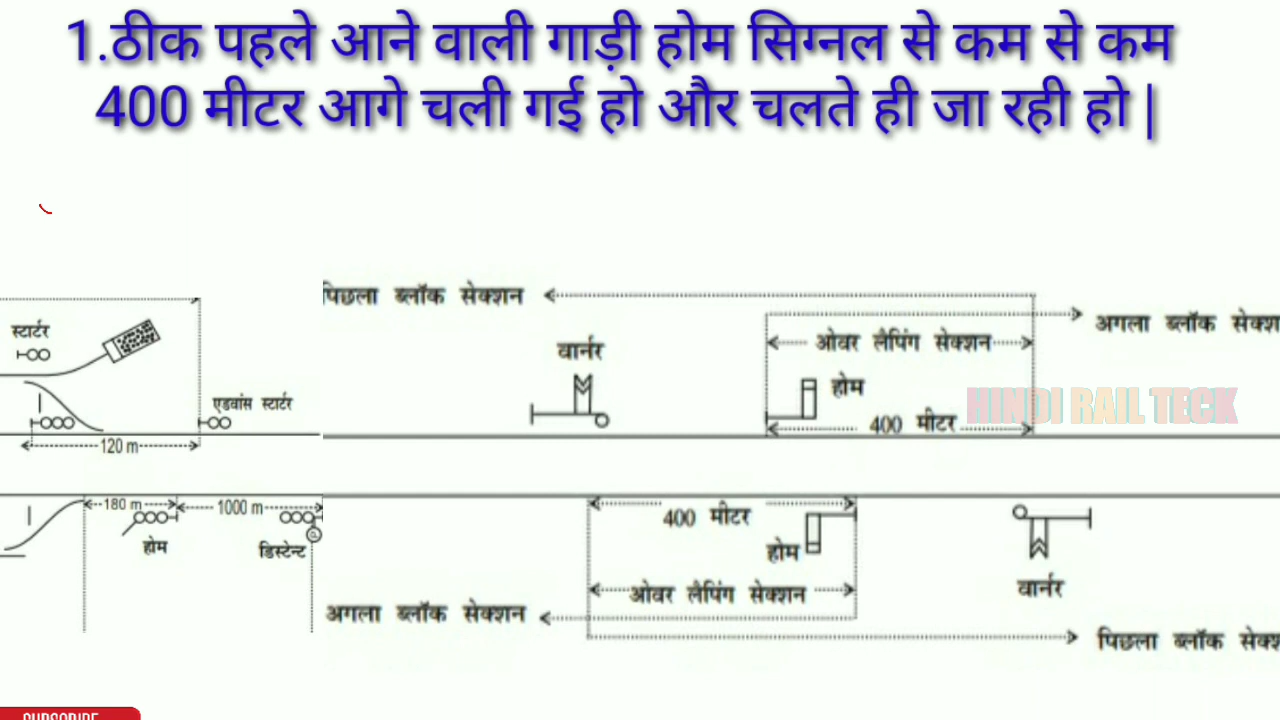 1.ठीक पहले आने वाली गाड़ी होम सिग्नल से कम से कम
400 मीटर आगे चली गई हो और चलते ही जा रही हो |
पिछला ब्लॉक सेक्शन
अगला ब्लॉक
स्टार्टर
वार्नर
ओवर लैपिंग सेक्शन
होम
HINDI RAIL TECK
एडवांस स्टार्टर
400 मीटर
120 m
180 m
1000 m
होम
डिस्टेन्ट
400 मीटर
होम
वार्नर
ओवर लैपिंग सेक्शन
अगला ब्लॉक सेक्शन
पिछला ब्लॉक
SUBSCRIBE